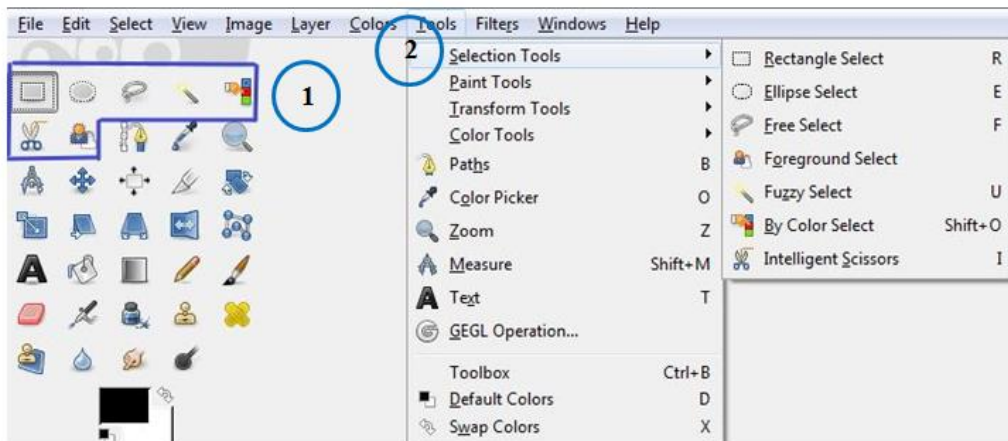 File Edit Select View Image Layer Colors Tools Filters Windows Help
1
2
Selection Tools
Paint Tools
Transform Tools
Color Tools
Paths B
Color Picker O
Zoom Z
Measure Shift+M
Text T
GEGL Operation...
Toolbox Ctrl+B
Default Colors D
Swap Colors X
Rectangle Select R
Ellipse Select E
Free Select F
Foreground Select
Fuzzy Select U
By Color Select Shift+O
Intelligent Scissors I